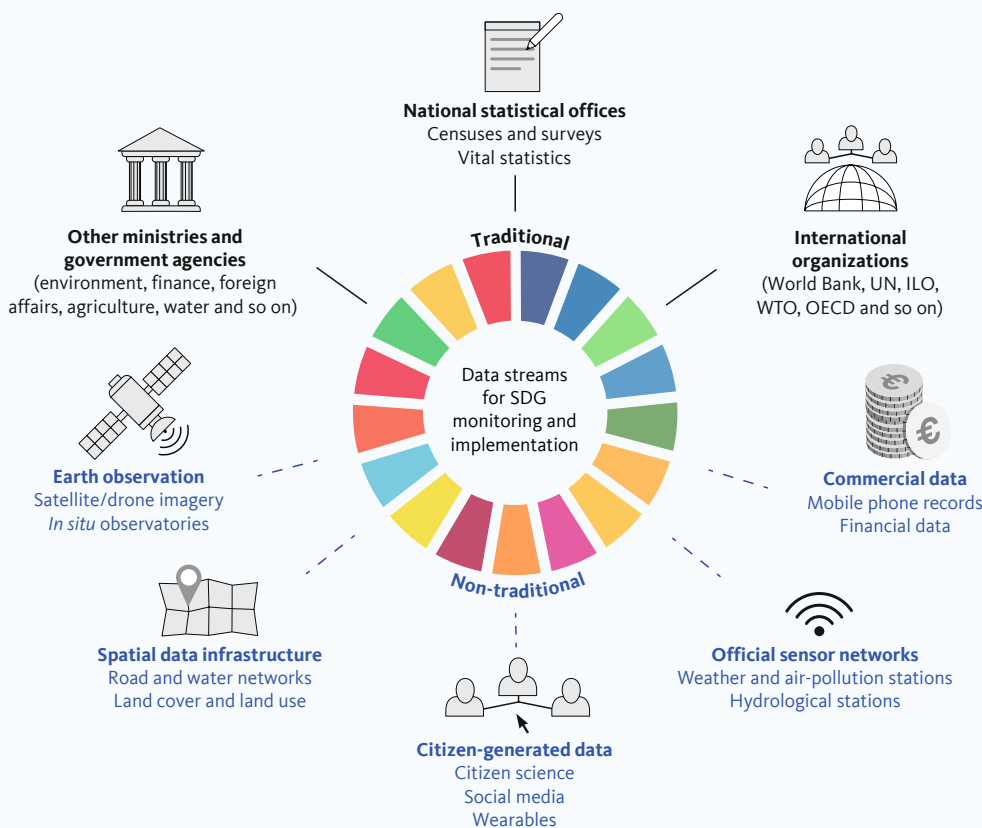 National statistical offices
Censuses and surveys
Vital statistics
Other ministries and
government agencies
(environment, finance, foreign
affairs, agriculture, water and so on)
Traditional
International
organizations
(World Bank, UN, ILO,
WTO, OECD and so on)
Data streams
for SDG
monitoring and
implementation
€
€
Earth observation
Satellite/drone imagery
In situ observatories
Commercial data
Mobile phone records
Financial data
Non-traditional
Spatial data infrastructure
Road and water networks
Land cover and land use
Official sensor networks
Weather and air-pollution stations
Hydrological stations
Citizen-generated data
Citizen science
Social media
Wearables